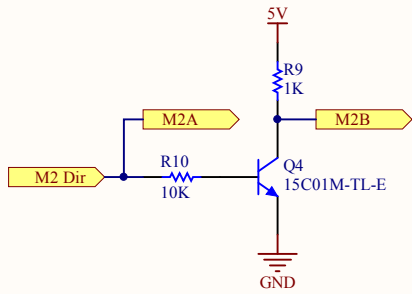 5V
R9
1K
M2A
M2B
R10
Q4
M2 Dir
10K
15C01M-TL-E
GND